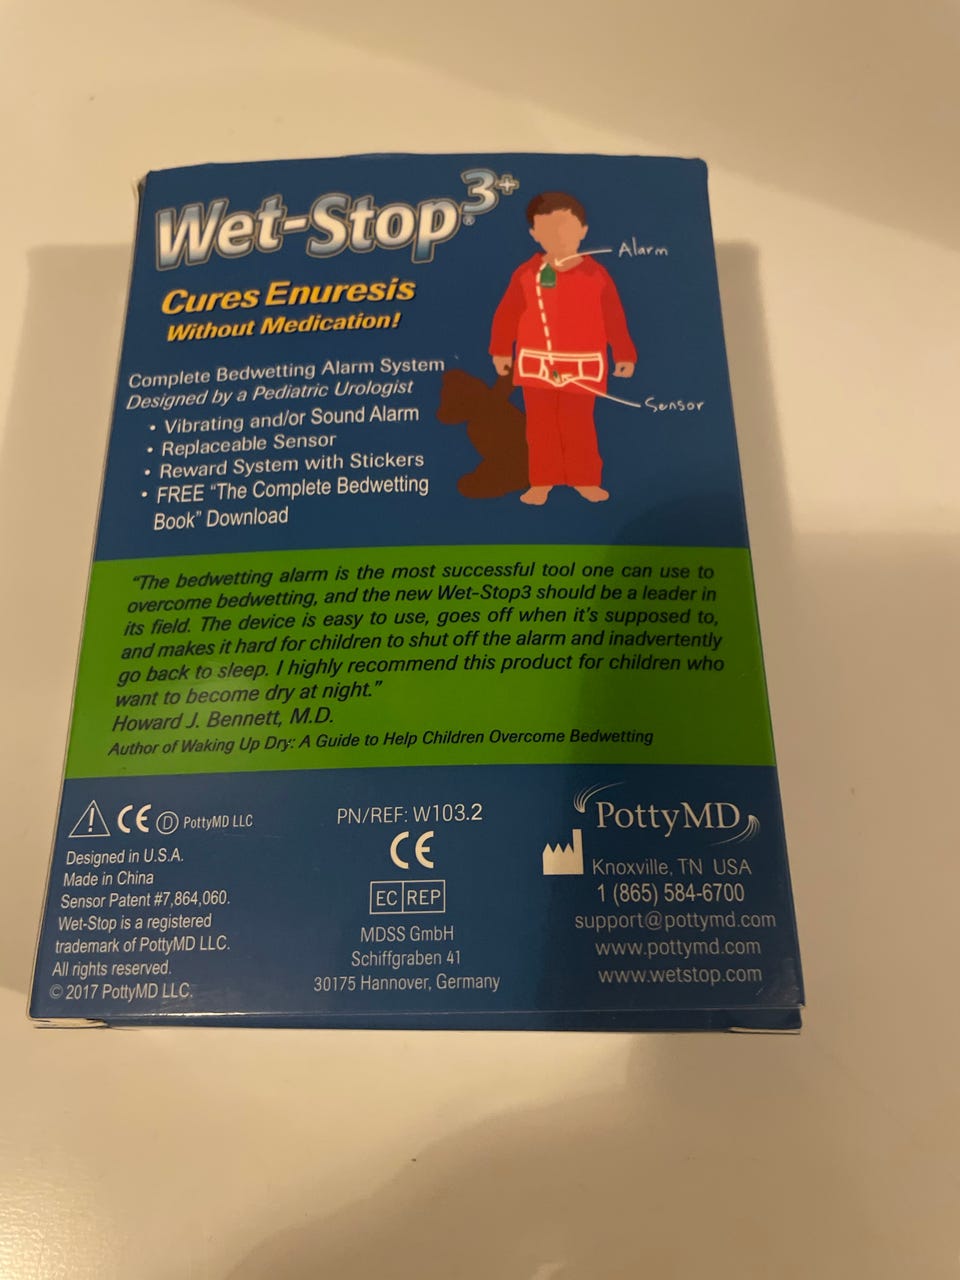 Wet-Stop®3+
Alarm
Cures Enuresis
Without Medication!
Complete Bedwetting Alarm System
Designed by a Pediatric Urologist
• Vibrating and/or Sound Alarm
• Replaceable Sensor
• Reward System with Stickers
• FREE "The Complete Bedwetting
Book" Download
Sensor
"The bedwetting alarm is the most successful tool one can use to
overcome bedwetting, and the new Wet-Stop3 should be a leader in
its field. The device is easy to use, goes off when it's supposed to,
and makes it hard for children to shut off the alarm and inadvertently
go back to sleep. I highly recommend this product for children who
want to become dry at night."
Howard J. Bennett, M.D.
Author of Waking Up Dry: A Guide to Help Children Overcome Bedwetting
! CE D PottyMD LLC
Designed in U.S.A.
Made in China
Sensor Patent #7,864,060.
Wet-Stop is a registered
trademark of PottyMD LLC.
All rights reserved.
© 2017 PottyMD LLC.
PN/REF: W103.2
CE
EC REP
MDSS GmbH
Schiffgraben 41
30175 Hannover, Germany
PottyMD
Knoxville, TN USA
1 (865) 584-6700
support@pottymd.com
www.pottymd.com
www.wetstop.com